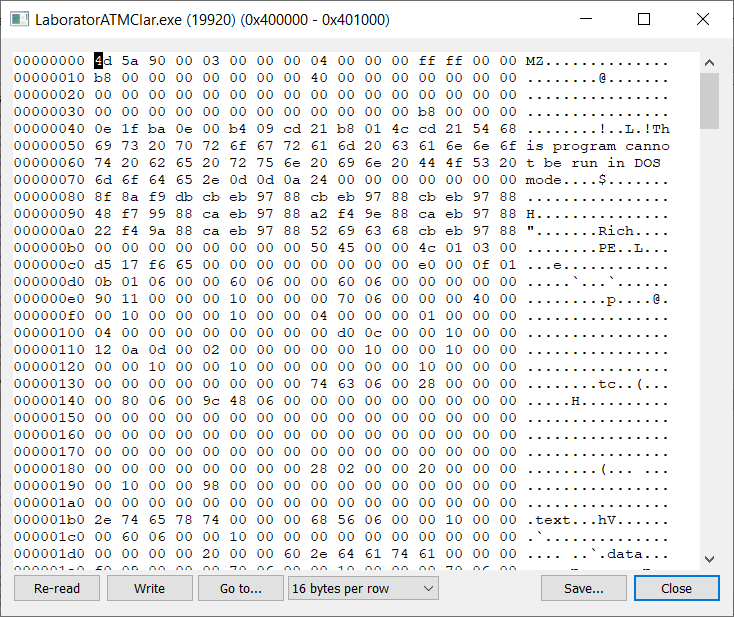 LaboratorATMClar.exe (19920) (0x400000 - 0x401000)
00000000 4d 5a 90 00 03 00 00 00 04 00 00 00 ff ff 00 00 MZ..............
00000010 b8 00 00 00 00 00 00 00 40 00 00 00 00 00 00 00 ........@.......
00000020 00 00 00 00 00 00 00 00 00 00 00 00 00 00 00 00 ................
00000030 00 00 00 00 00 00 00 00 00 00 00 00 b8 00 00 00 ................
00000040 0e 1f ba 0e 00 b4 09 cd 21 b8 01 4c cd 21 54 68 ........!..L.!Th
00000050 69 73 20 70 72 6f 67 72 61 6d 20 63 61 6e 6e 6f is program canno
00000060 74 20 62 65 20 72 75 6e 20 69 6e 20 44 4f 53 20 t be run in DOS
00000070 6d 6f 64 65 2e 0d 0d 0a 24 00 00 00 00 00 00 00 mode....$.......
00000080 8f 8a f9 db cb eb 97 88 cb eb 97 88 cb eb 97 88 ................
00000090 48 f7 99 88 ca eb 97 88 a2 f4 9e 88 ca eb 97 88 H...............
000000a0 22 f4 9a 88 ca eb 97 88 52 69 63 68 cb eb 97 88 ".......Rich....
000000b0 00 00 00 00 00 00 00 00 50 45 00 00 4c 01 03 00 ........PE..L...
000000c0 d5 17 f6 65 00 00 00 00 00 00 00 00 e0 00 0f 01 ...e............
000000d0 0b 01 06 00 00 60 06 00 00 60 06 00 00 00 00 00 .....`...`......
000000e0 90 11 00 00 00 10 00 00 00 70 06 00 00 00 40 00 .........p....@.
000000f0 00 10 00 00 00 10 00 00 04 00 00 00 01 00 00 00 ................
00000100 04 00 00 00 00 00 00 00 00 d0 0c 00 00 10 00 00 ................
00000110 12 0a 0d 00 02 00 00 00 00 00 10 00 00 10 00 00 ................
00000120 00 00 10 00 00 10 00 00 00 00 00 00 10 00 00 00 ................
00000130 00 00 00 00 00 00 00 00 74 63 06 00 28 00 00 00 ........tc..(...
00000140 00 80 06 00 9c 48 06 00 00 00 00 00 00 00 00 00 .....H..........
00000150 00 00 00 00 00 00 00 00 00 00 00 00 00 00 00 00 ................
00000160 00 00 00 00 00 00 00 00 00 00 00 00 00 00 00 00 ................
00000170 00 00 00 00 00 00 00 00 00 00 00 00 00 00 00 00 ................
00000180 00 00 00 00 00 00 00 00 28 02 00 00 20 00 00 00 ........(... ...
00000190 00 10 00 00 98 00 00 00 00 00 00 00 00 00 00 00 ................
000001a0 00 00 00 00 00 00 00 00 00 00 00 00 00 00 00 00 ................
000001b0 2e 74 65 78 74 00 00 00 68 56 06 00 00 10 00 00 .text...hV......
000001c0 00 60 06 00 00 10 00 00 00 00 00 00 00 00 00 00 .`..............
000001d0 00 00 00 00 20 00 00 60 2e 64 61 74 61 00 00 00 .... ..`.data...
Re-read Write Go to... 16 bytes per row Save... Close